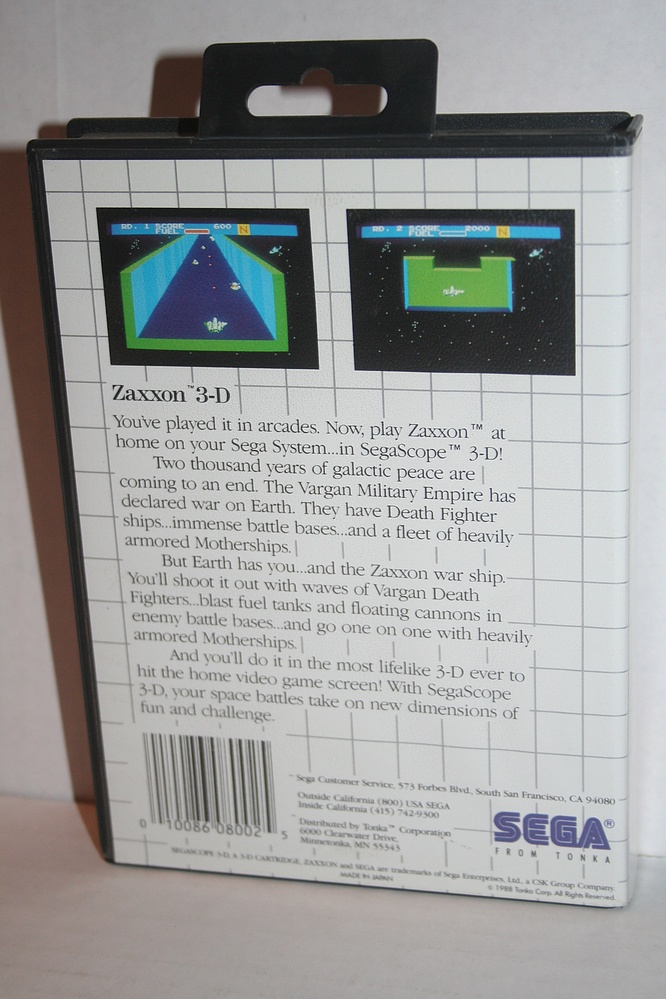 RD. 1 SCORE 600 N
FUEL
RD. 2 SCORE 2000 N
FUEL
Zaxxon™ 3-D
You've played it in arcades. Now, play Zaxxon™ at
home on your Sega System...in SegaScope™ 3-D!
Two thousand years of galactic peace are
coming to an end. The Vargan Military Empire has
declared war on Earth. They have Death Fighter
ships...immense battle bases...and a fleet of heavily
armored Motherships.
But Earth has you...and the Zaxxon war ship.
You'll shoot it out with waves of Vargan Death
Fighters...blast fuel tanks and floating cannons in
enemy battle bases...and go one on one with heavily
armored Motherships.
And you'll do it in the most lifelike 3-D ever to
hit the home video game screen! With SegaScope
3-D, your space battles take on new dimensions of
fun and challenge.
0 10086 08002 5
Sega Customer Service, 573 Forbes Blvd., South San Francisco, CA 94080
Outside California (800) USA SEGA
Inside California (415) 742-9300
Distributed by Tonka™ Corporation
6000 Clearwater Drive,
Minnetonka, MN 55343
SEGA®
FROM TONKA
SEGASCOPE 3-D, A 3-D CARTRIDGE, ZAXXON and SEGA are trademarks of Sega Enterprises, Ltd., a CSK Group Company.
MADE IN JAPAN
© 1988 Tonka Corp. All Rights Reserved.